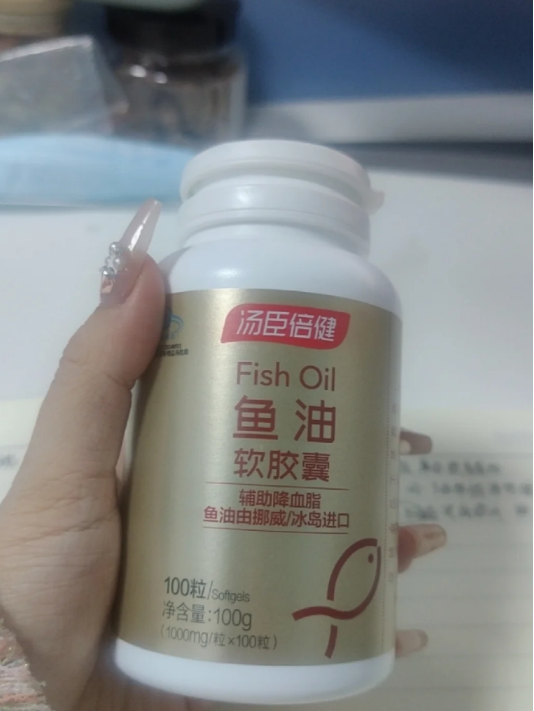 汤臣倍健
Fish Oil
鱼油
软胶囊
辅助降血脂
鱼油由挪威/冰岛进口
100粒/Softgels
净含量:100g
(1000mg/粒×100粒)